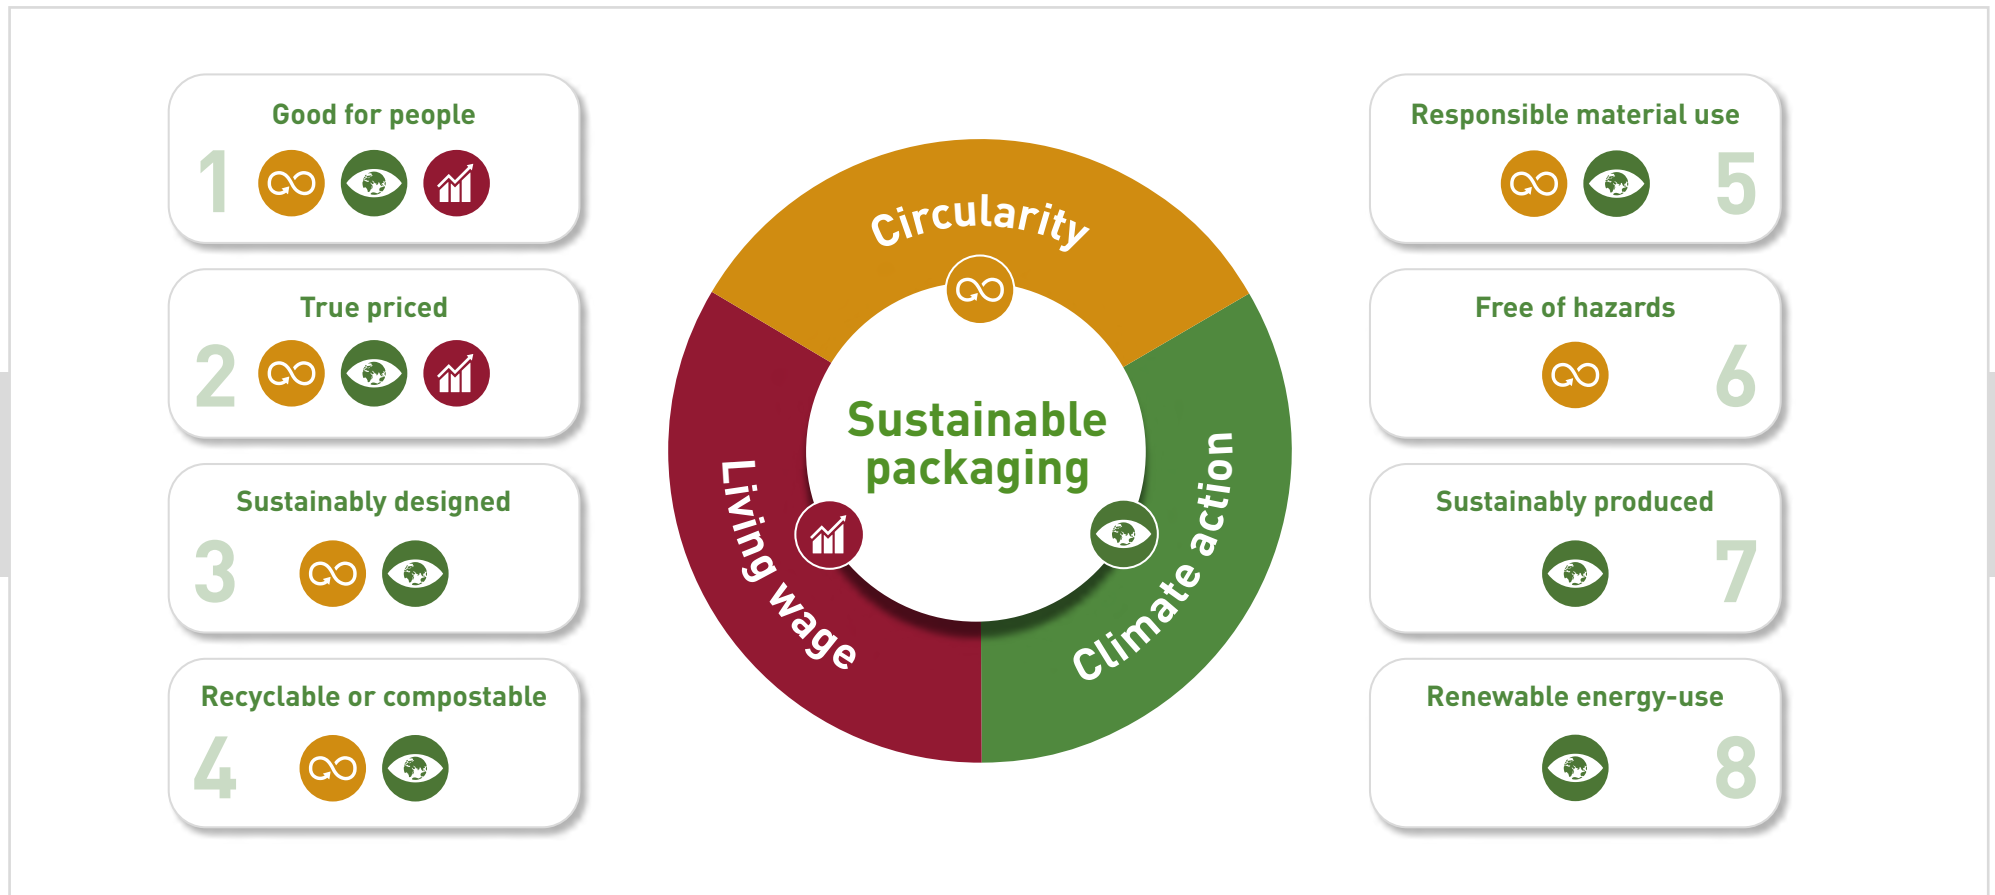 Good for people
1
True priced
2
Sustainably designed
3
Recyclable or compostable
4
Circularity
Living wage
Climate action
Sustainable
packaging
Responsible material use
5
Free of hazards
6
Sustainably produced
7
Renewable energy-use
8